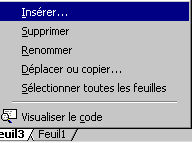 Insérer...
Supprimer
Renommer
Déplacer ou copier...
Sélectionner toutes les feuilles
Visualiser le code
euil3 / Feuil1 /